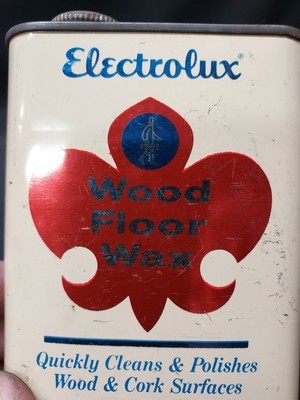 Electrolux®
Wood
Floor
Wax
Quickly Cleans & Polishes
Wood & Cork Surfaces